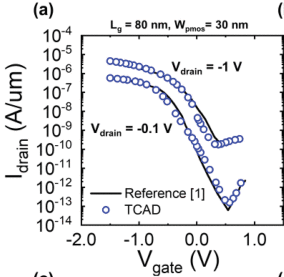 (a)
L_g = 80 nm, W_pmos = 30 nm
I_drain (A/um)
10^-4
10^-5
10^-6
10^-7
10^-8
10^-9
10^-10
10^-11
10^-12
10^-13
10^-14
V_drain = -1 V
V_drain = -0.1 V
Reference [1]
TCAD
-2.0 -1.0 0.0 1.0
V_gate (V)